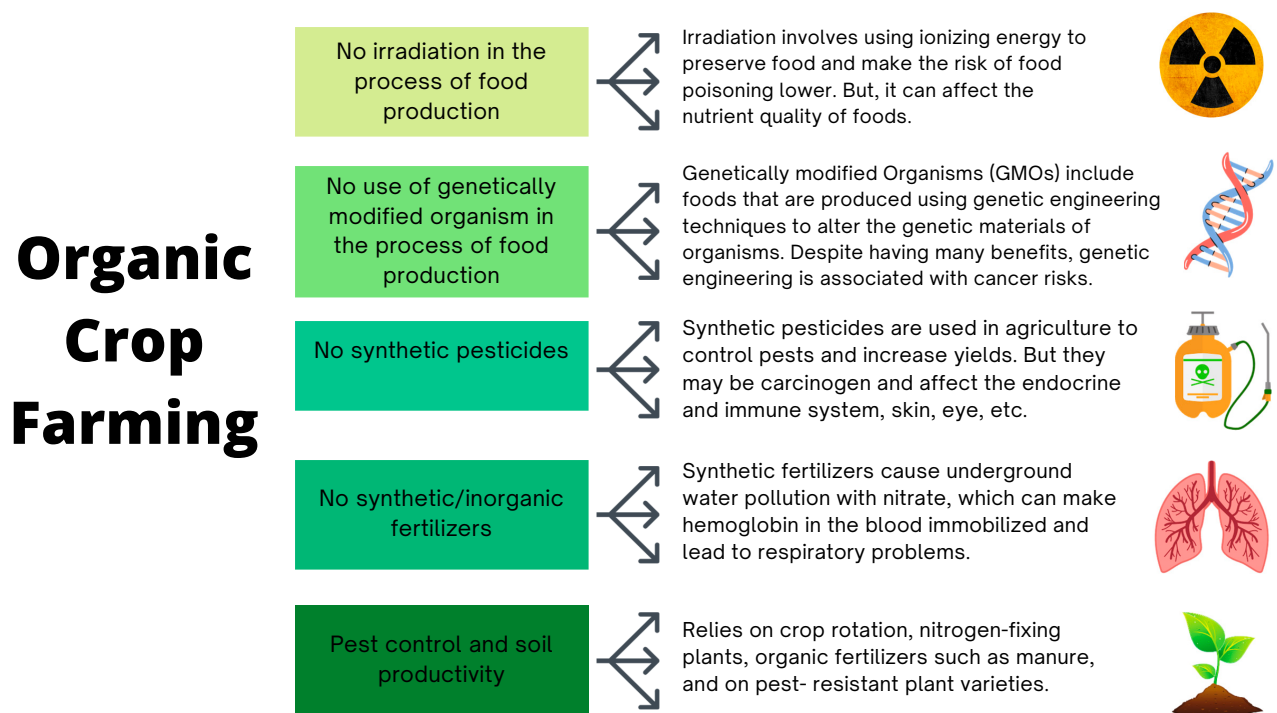 Organic
Crop
Farming
No irradiation in the
process of food
production
Irradiation involves using ionizing energy to
preserve food and make the risk of food
poisoning lower. But, it can affect the
nutrient quality of foods.
No use of genetically
modified organism in
the process of food
production
Genetically modified Organisms (GMOs) include
foods that are produced using genetic engineering
techniques to alter the genetic materials of
organisms. Despite having many benefits, genetic
engineering is associated with cancer risks.
No synthetic pesticides
Synthetic pesticides are used in agriculture to
control pests and increase yields. But they
may be carcinogen and affect the endocrine
and immune system, skin, eye, etc.
No synthetic/inorganic
fertilizers
Synthetic fertilizers cause underground
water pollution with nitrate, which can make
hemoglobin in the blood immobilized and
lead to respiratory problems.
Pest control and soil
productivity
Relies on crop rotation, nitrogen-fixing
plants, organic fertilizers such as manure,
and on pest- resistant plant varieties.